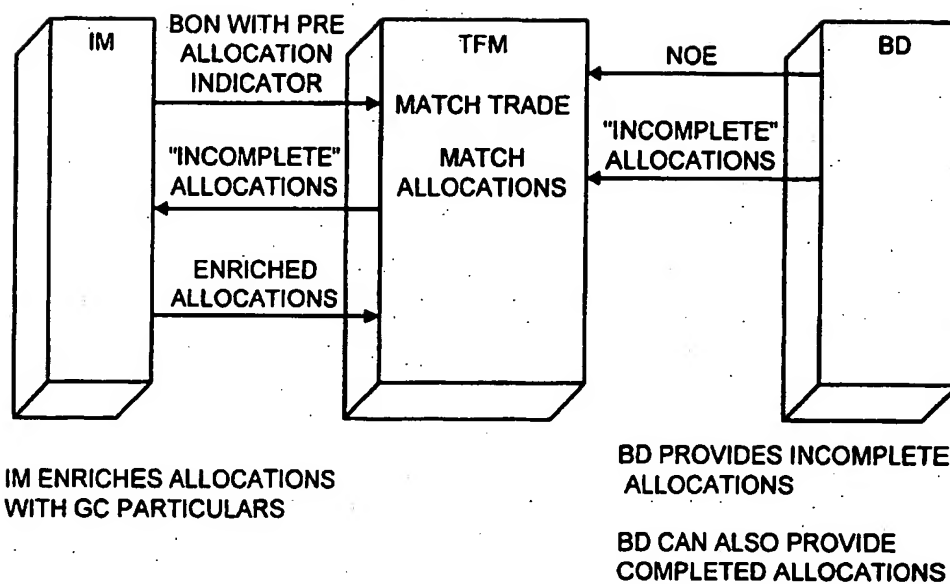 IM
BON WITH PRE
ALLOCATION
INDICATOR
TFM
NOE
BD
MATCH TRADE
"INCOMPLETE"
ALLOCATIONS
MATCH
ALLOCATIONS
"INCOMPLETE"
ALLOCATIONS
ENRICHED
ALLOCATIONS
IM ENRICHES ALLOCATIONS
WITH GC PARTICULARS
BD PROVIDES INCOMPLETE
ALLOCATIONS
BD CAN ALSO PROVIDE
COMPLETED ALLOCATIONS